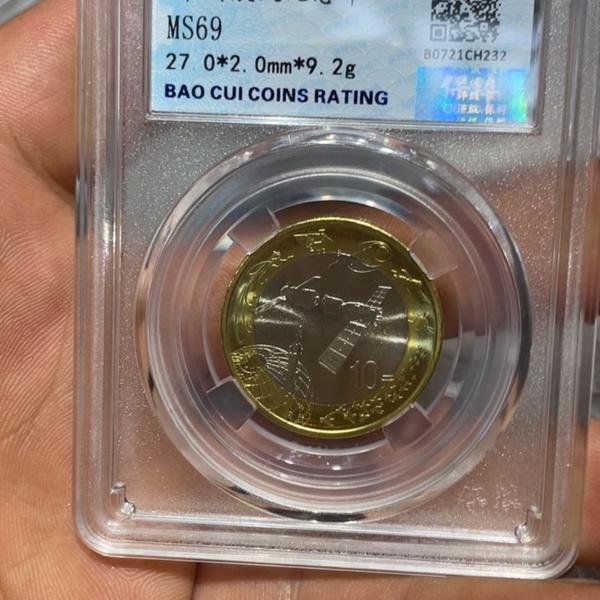 MS69
27.0*2.0mm*9.2g
B0721CH232
BAO CUI COINS RATING
10元